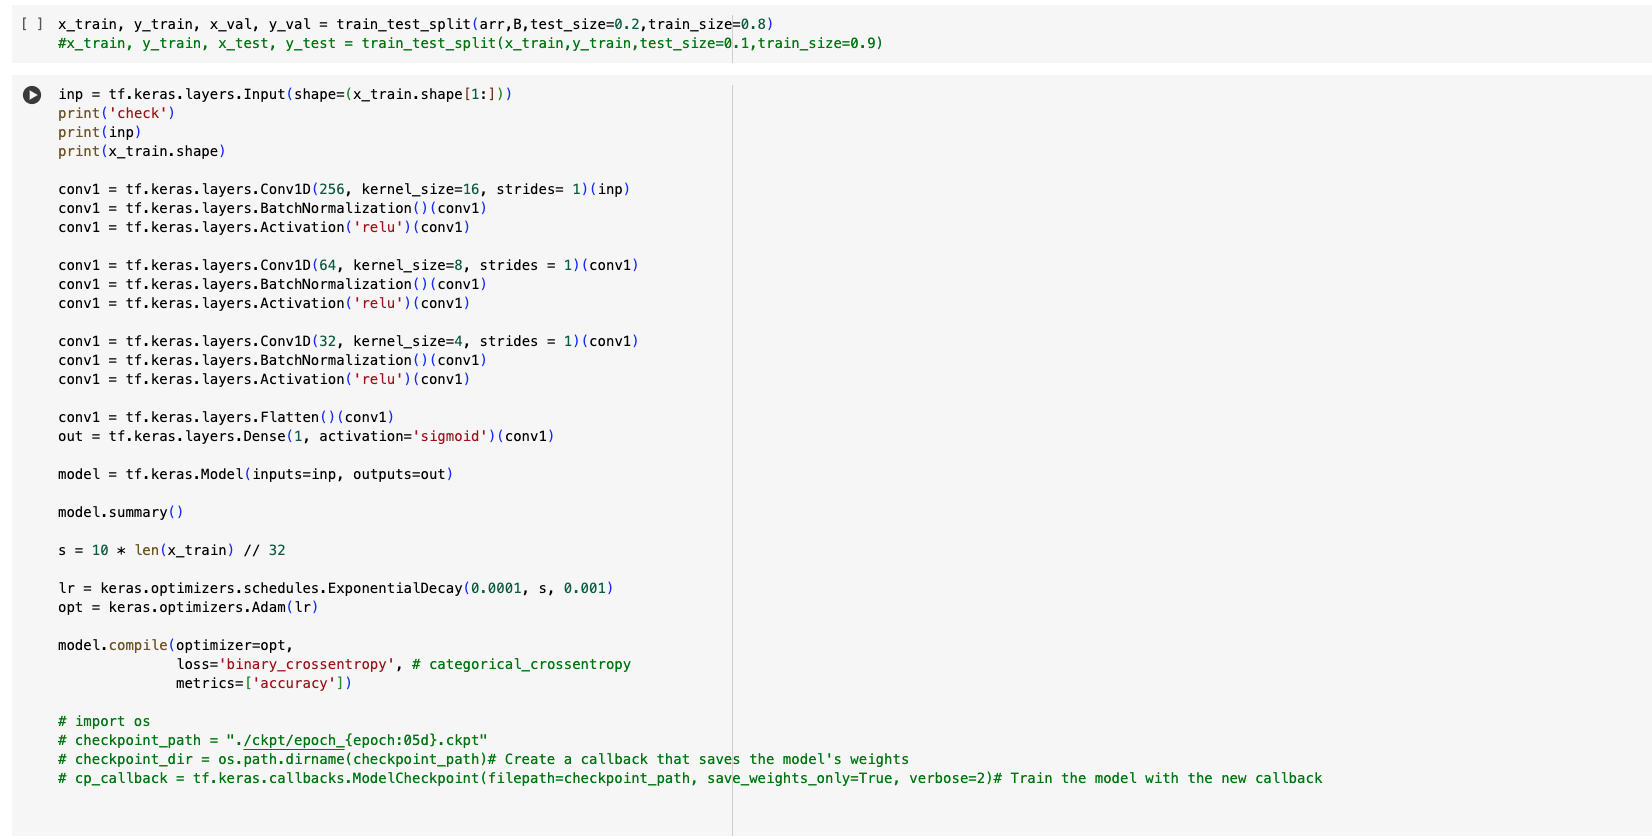 [ ] x_train, y_train, x_val, y_val = train_test_split(arr,B,test_size=0.2,train_size=0.8)
#x_train, y_train, x_test, y_test = train_test_split(x_train,y_train,test_size=0.1,train_size=0.9)
inp = tf.keras.layers.Input(shape=(x_train.shape[1:]))
print('check')
print(inp)
print(x_train.shape)
conv1 = tf.keras.layers.Conv1D(256, kernel_size=16, strides= 1)(inp)
conv1 = tf.keras.layers.BatchNormalization()(conv1)
conv1 = tf.keras.layers.Activation('relu')(conv1)
conv1 = tf.keras.layers.Conv1D(64, kernel_size=8, strides = 1)(conv1)
conv1 = tf.keras.layers.BatchNormalization()(conv1)
conv1 = tf.keras.layers.Activation('relu')(conv1)
conv1 = tf.keras.layers.Conv1D(32, kernel_size=4, strides = 1)(conv1)
conv1 = tf.keras.layers.BatchNormalization()(conv1)
conv1 = tf.keras.layers.Activation('relu')(conv1)
conv1 = tf.keras.layers.Flatten()(conv1)
out = tf.keras.layers.Dense(1, activation='sigmoid')(conv1)
model = tf.keras.Model(inputs=inp, outputs=out)
model.summary()
s = 10 * len(x_train) // 32
lr = keras.optimizers.schedules.ExponentialDecay(0.0001, s, 0.001)
opt = keras.optimizers.Adam(lr)
model.compile(optimizer=opt,
loss='binary_crossentropy', # categorical_crossentropy
metrics=['accuracy'])
# import os
# checkpoint_path = "./ckpt/epoch_{epoch:05d}.ckpt"
# checkpoint_dir = os.path.dirname(checkpoint_path)# Create a callback that saves the model's weights
# cp_callback = tf.keras.callbacks.ModelCheckpoint(filepath=checkpoint_path, save_weights_only=True, verbose=2)# Train the model with the new callback